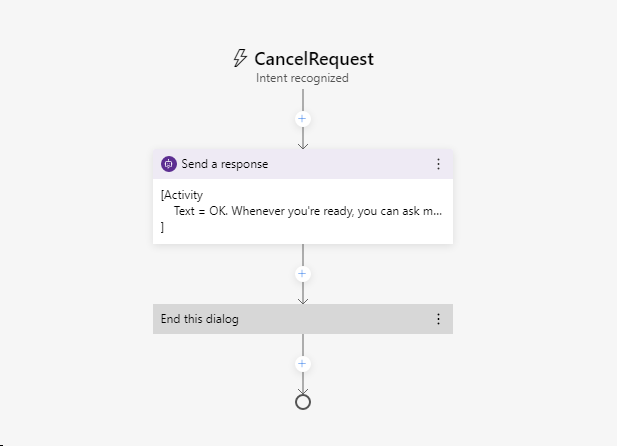 CancelRequest
Intent recognized
Send a response
[Activity
Text = OK. Whenever you're ready, you can ask m...
]
End this dialog